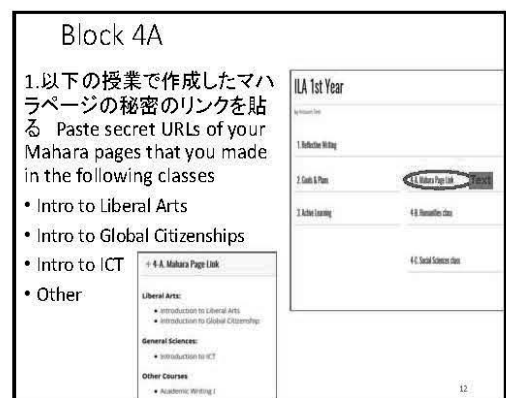 Block 4A
1.以下の授業で作成したマハ
ラページの秘密のリンクを貼
る Paste secret URLs of your
Mahara pages that you made
in the following classes
• Intro to Liberal Arts
• Intro to Global Citizenships
• Intro to ICT
• Other
ILA 1st Year
1. Reflective Writing
2. Goals & Plans
4-A. Mahara Page Link
Text
3. Active Learning
4-B. Humanities class
4-C. Social Sciences class
+ 4-A. Mahara Page Link
Liberal Arts:
• Introduction to Liberal Arts
• Introduction to Global Citizenship
General Sciences:
• Introduction to ICT
Other Courses
• Academic Writing I
12